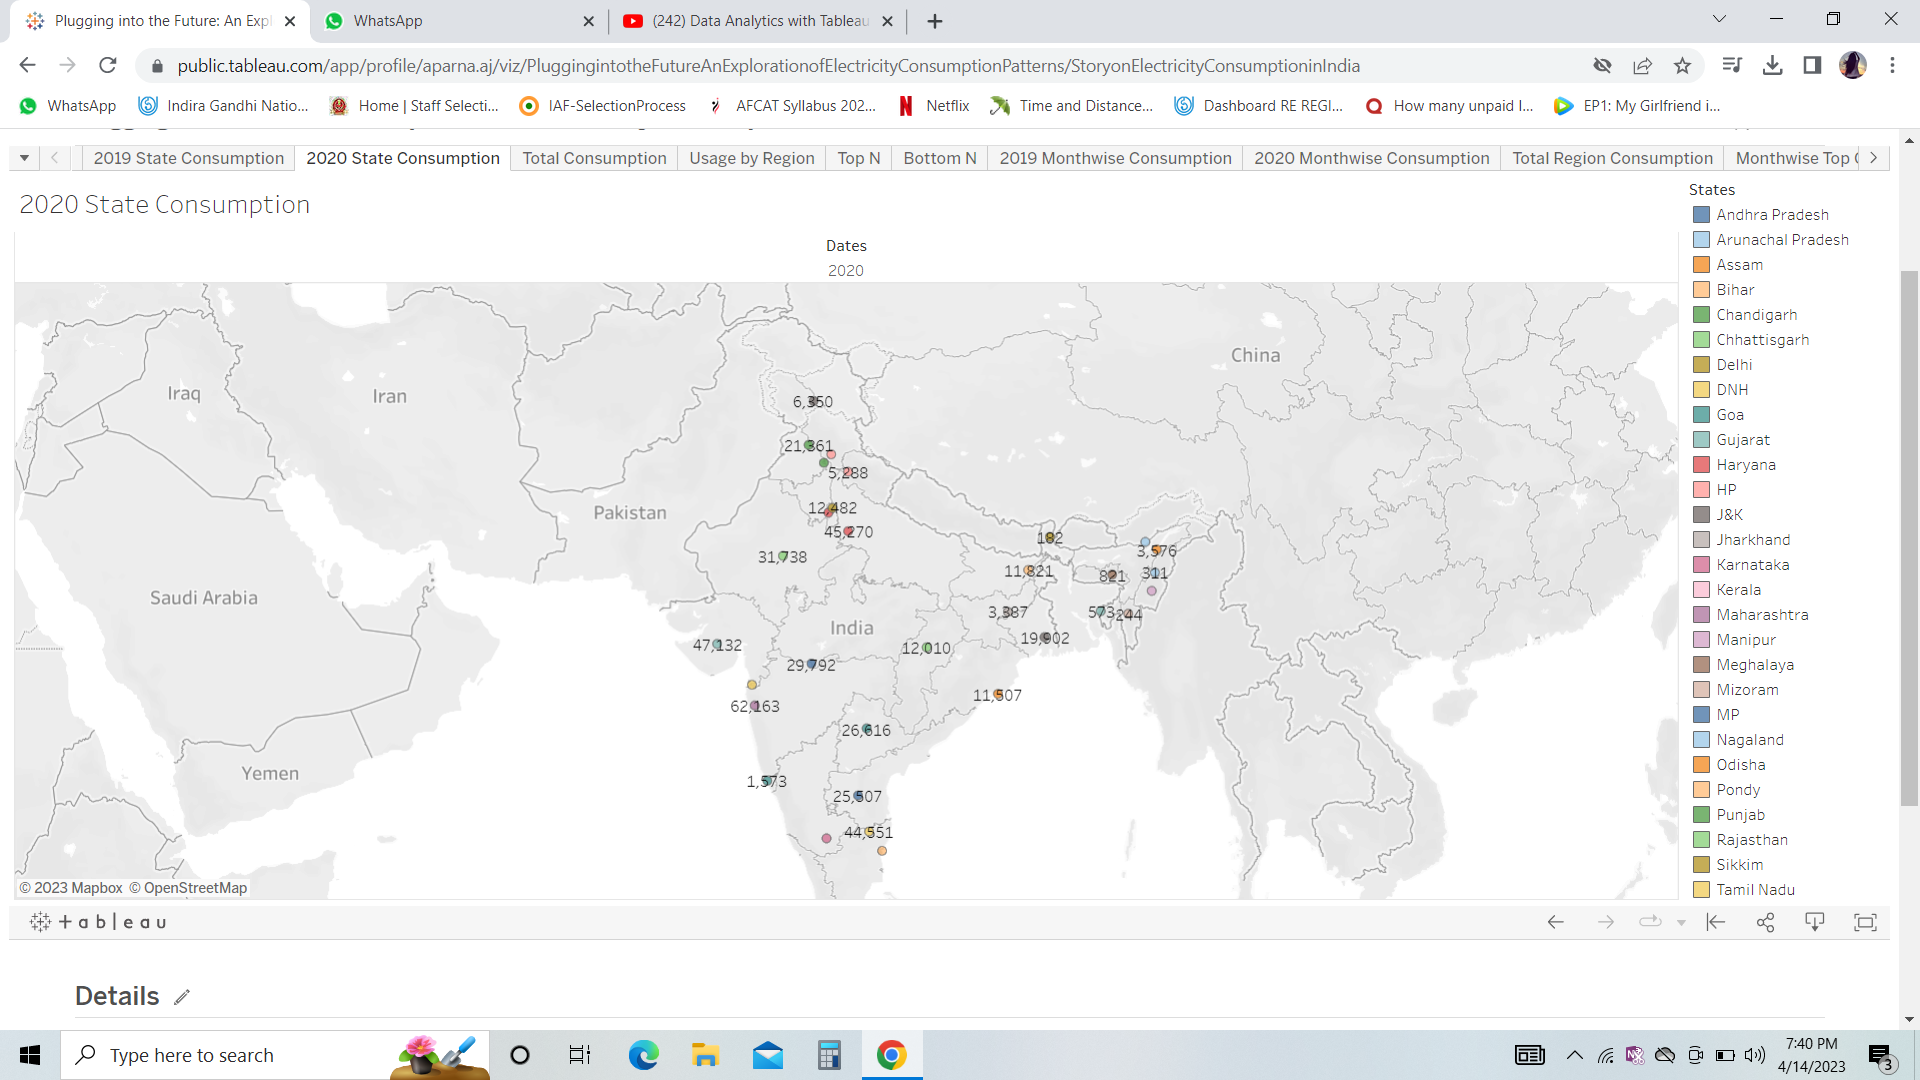 Plugging into the Future: An Expl
WhatsApp
(242) Data Analytics with Tableau
public.tableau.com/app/profile/aparna.aj/viz/PluggingintotheFutureAnExplorationofElectricityConsumptionPatterns/StoryonElectricityConsumptioninIndia
WhatsApp
Indira Gandhi Natio...
Home | Staff Selecti...
IAF-SelectionProcess
AFCAT Syllabus 202...
Netflix
Time and Distance...
Dashboard RE REGI...
How many unpaid I...
EP1: My Girlfriend i...
2019 State Consumption
2020 State Consumption
Total Consumption
Usage by Region
Top N
Bottom N
2019 Monthwise Consumption
2020 Monthwise Consumption
Total Region Consumption
Monthwise Top
2020 State Consumption
Dates
2020
China
Iraq
Iran
6,350
21,361
5,288
12,482
Pakistan
45,270
182
3,576
31,738
11,821
821
311
Saudi Arabia
3,387
573
244
India
19,902
47,132
12,010
29,792
11,507
62,163
26,616
Yemen
1,573
25,507
44,551
© 2023 Mapbox © OpenStreetMap
States
Andhra Pradesh
Arunachal Pradesh
Assam
Bihar
Chandigarh
Chhattisgarh
Delhi
DNH
Goa
Gujarat
Haryana
HP
J&K
Jharkhand
Karnataka
Kerala
Maharashtra
Manipur
Meghalaya
Mizoram
MP
Nagaland
Odisha
Pondy
Punjab
Rajasthan
Sikkim
Tamil Nadu
+ a b l e a u
Details
Type here to search
7:40 PM
4/14/2023
3